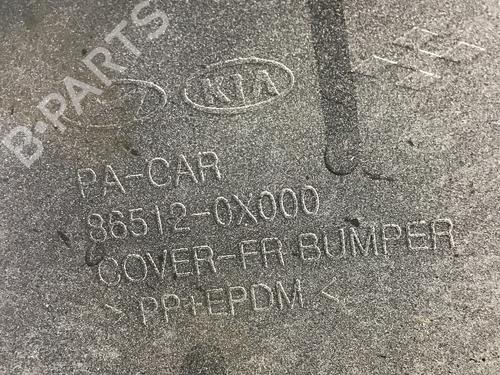 B-PARTS
KIA
PA-CAR
86512-0X000
COVER-FR BUMPER
> PP+EPDM <